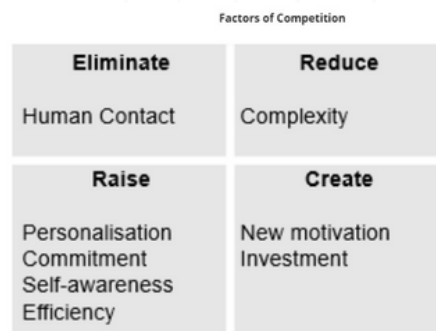 Factors of Competition
Eliminate
Human Contact
Reduce
Complexity
Raise
Personalisation
Commitment
Self-awareness
Efficiency
Create
New motivation
Investment